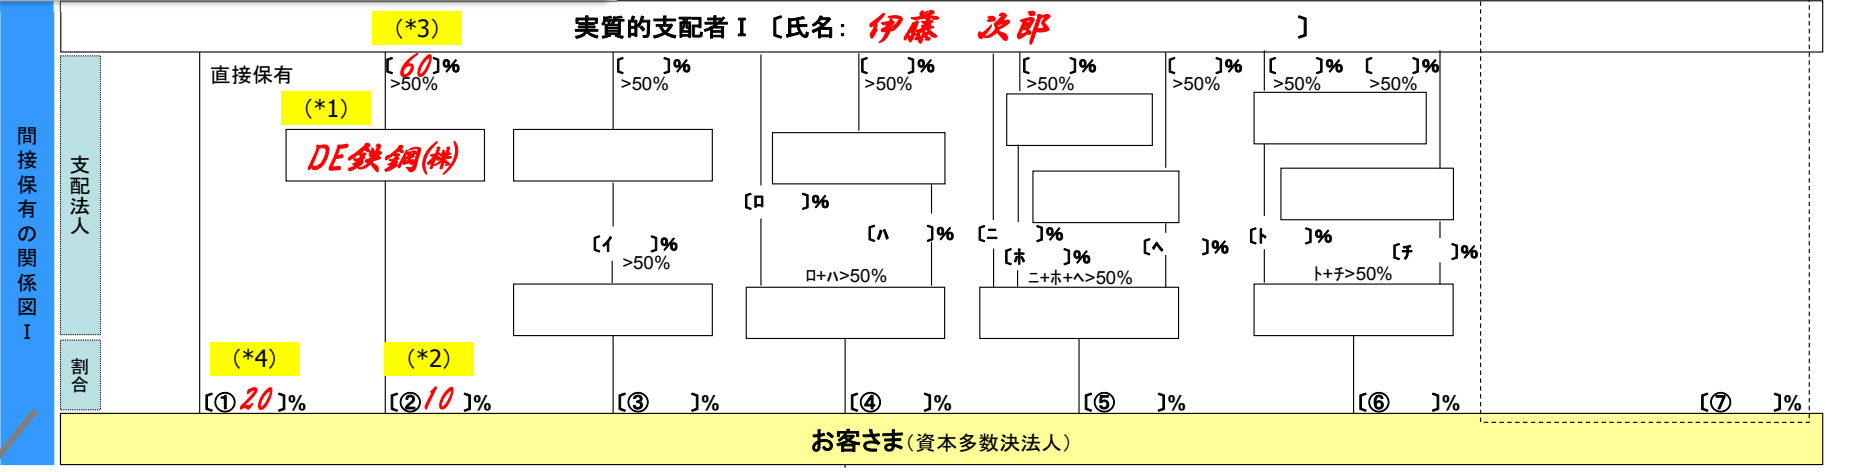 (*3)
実質的支配者Ⅰ〔氏名: 伊藤 次郎 〕
直接保有
〔60〕%
>50%
〔 〕%
>50%
〔 〕%
>50%
〔 〕%
>50%
〔 〕%
>50%
〔 〕%
>50%
〔 〕%
>50%
(*1)
DE鉄鋼(株)
間接保有の関係図Ⅰ
支配法人
〔ロ 〕%
〔ハ 〕%
〔ニ 〕%
〔ホ 〕%
〔ヘ 〕%
〔ト 〕%
〔チ 〕%
〔イ 〕%
>50%
ロ+ハ>50%
ニ+ホ+ヘ>50%
ト+チ>50%
割合
(*4)
(*2)
〔①20 〕%
〔②10 〕%
〔③ 〕%
〔④ 〕%
〔⑤ 〕%
〔⑥ 〕%
〔⑦ 〕%
お客さま(資本多数決法人)